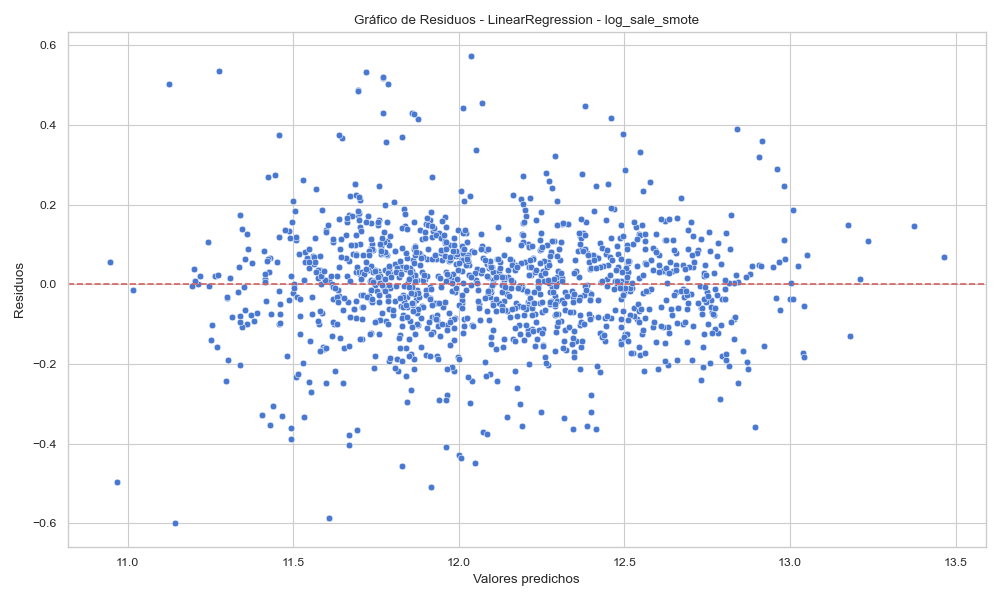 Gráfico de Residuos - LinearRegression - log_sale_smote
Residuos
0.6
0.4
0.2
0.0
−0.2
−0.4
−0.6
11.0 11.5 12.0 12.5 13.0 13.5
Valores predichos